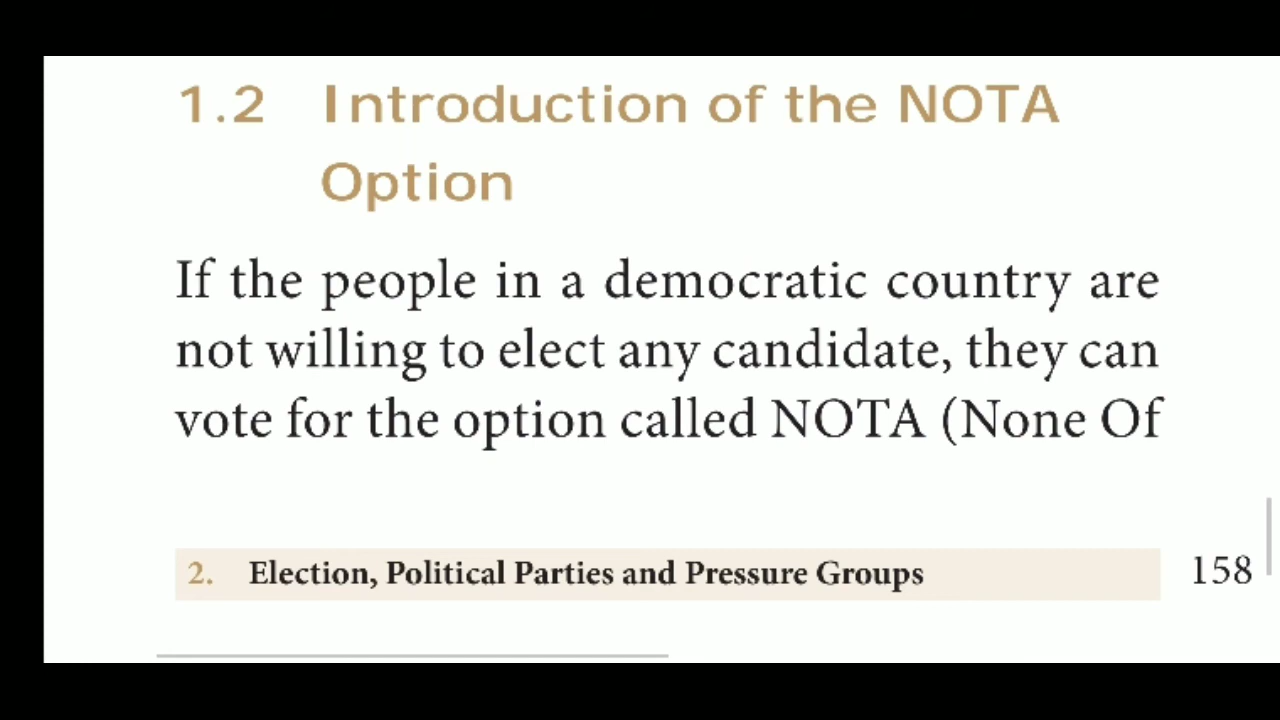 1.2 Introduction of the NOTA
Option
If the people in a democratic country are
not willing to elect any candidate, they can
vote for the option called NOTA (None Of
2. Election, Political Parties and Pressure Groups 158